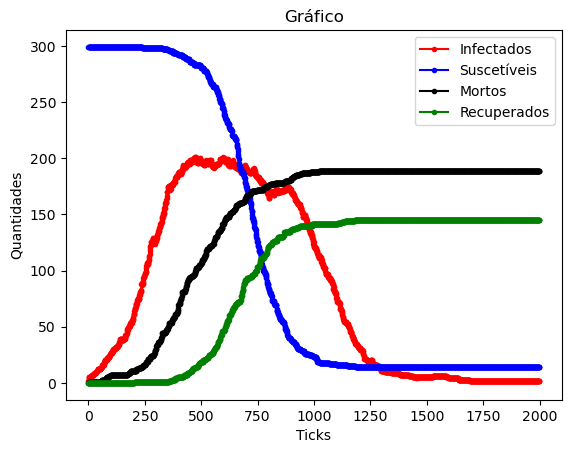 Gráfico
Infectados
Suscetíveis
Mortos
Recuperados
Quantidades
300
250
200
150
100
50
0
0 250 500 750 1000 1250 1500 1750 2000
Ticks